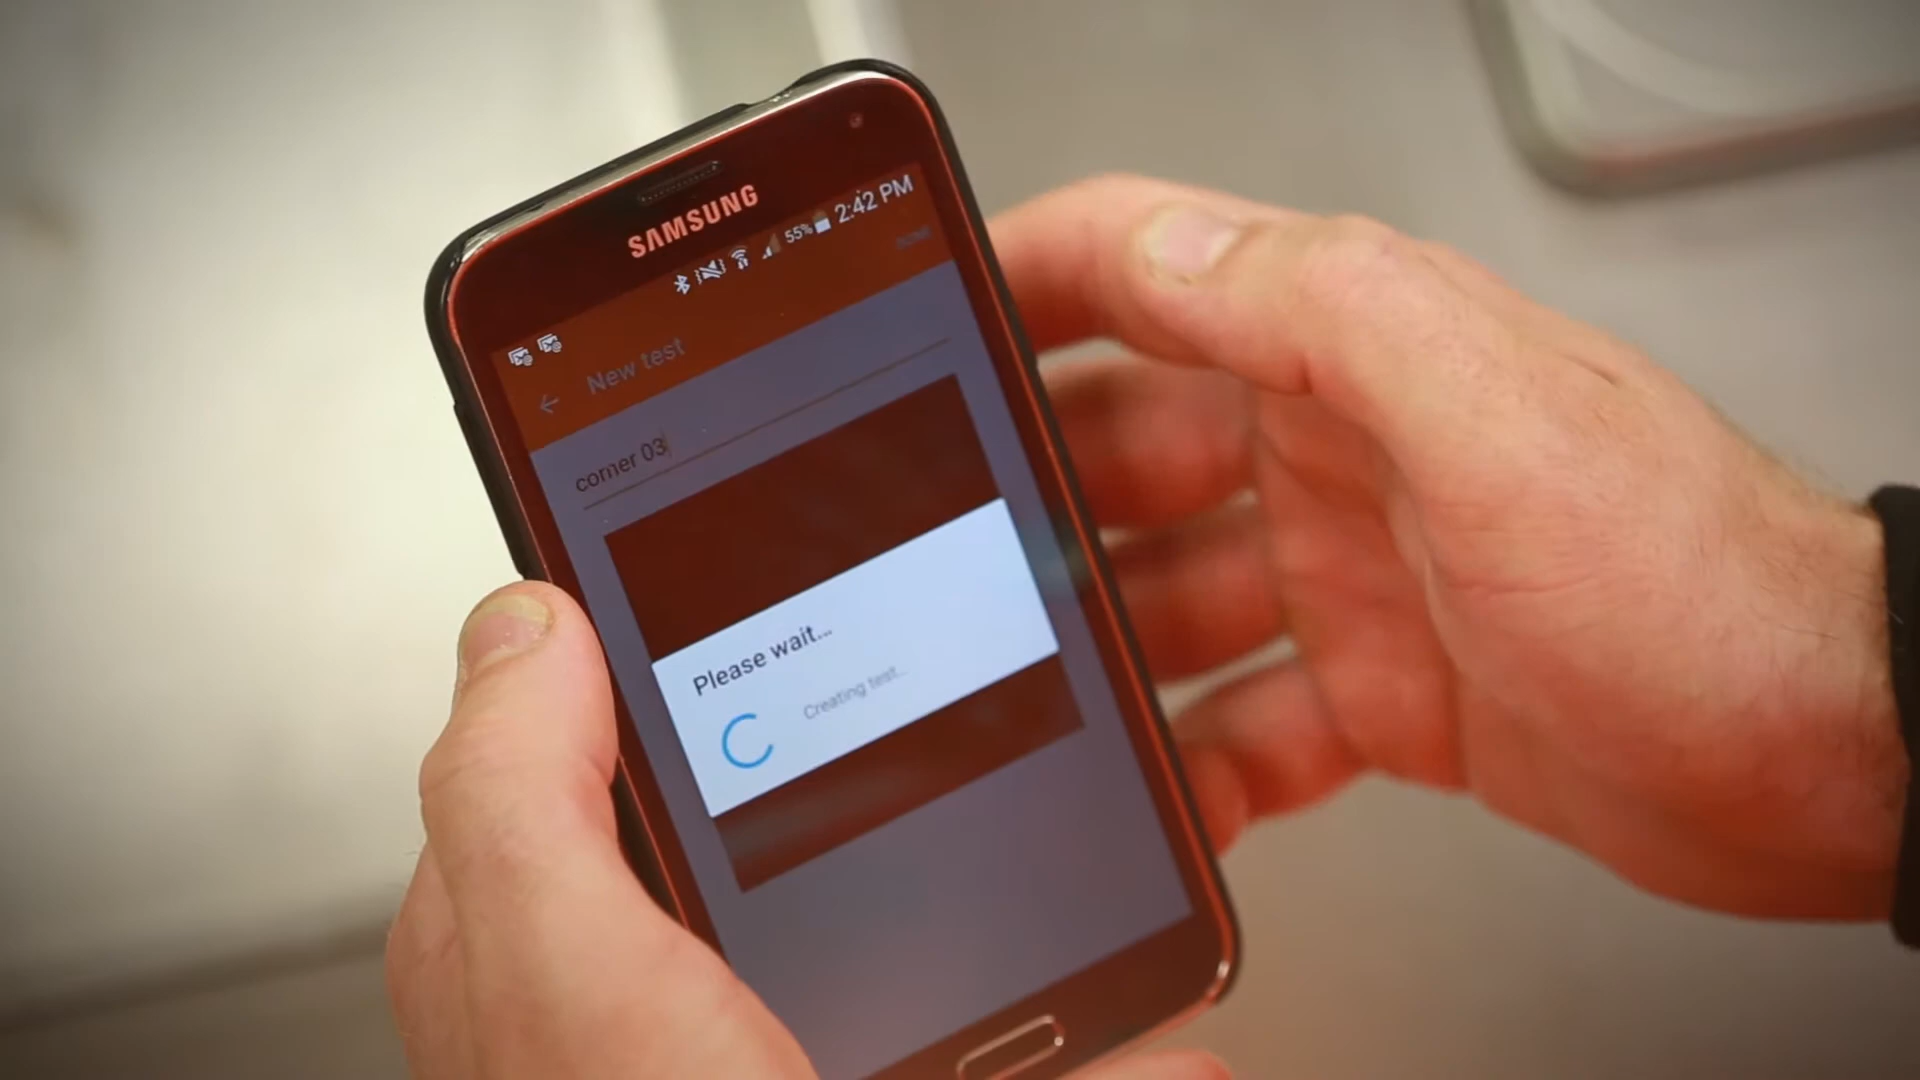 SAMSUNG
55% 2:42 PM
New test
corner 03
Please wait...
Creating test...